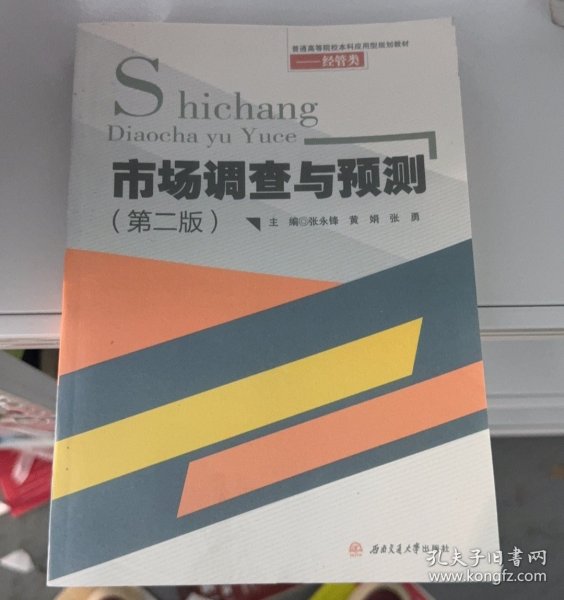 普通高等院校本科应用型规划教材
——经管类
Shichang
Diaocha yu Yuce
市场调查与预测
(第二版)
主 编◎张永锋 黄 娟 张 勇
西南交通大学出版社
孔夫子旧书网
www.kongfz.com